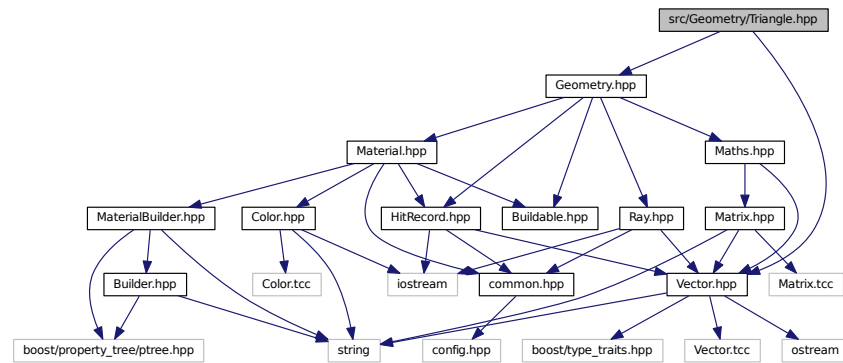 src/Geometry/Triangle.hpp
Geometry.hpp
Material.hpp
Maths.hpp
MaterialBuilder.hpp
Color.hpp
HitRecord.hpp
Buildable.hpp
Ray.hpp
Matrix.hpp
Builder.hpp
Color.tcc
iostream
common.hpp
Vector.hpp
Matrix.tcc
boost/property_tree/ptree.hpp
string
config.hpp
boost/type_traits.hpp
Vector.tcc
ostream